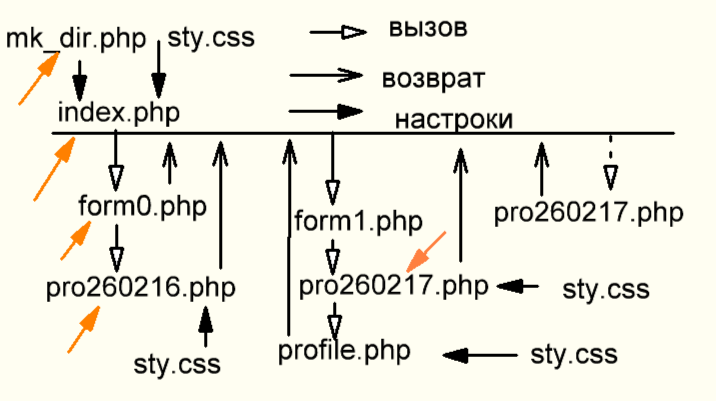 mk_dir.php sty.css вызов
возврат
index.php настроки
form0.php form1.php pro260217.php
pro260216.php pro260217.php sty.css
sty.css profile.php sty.css